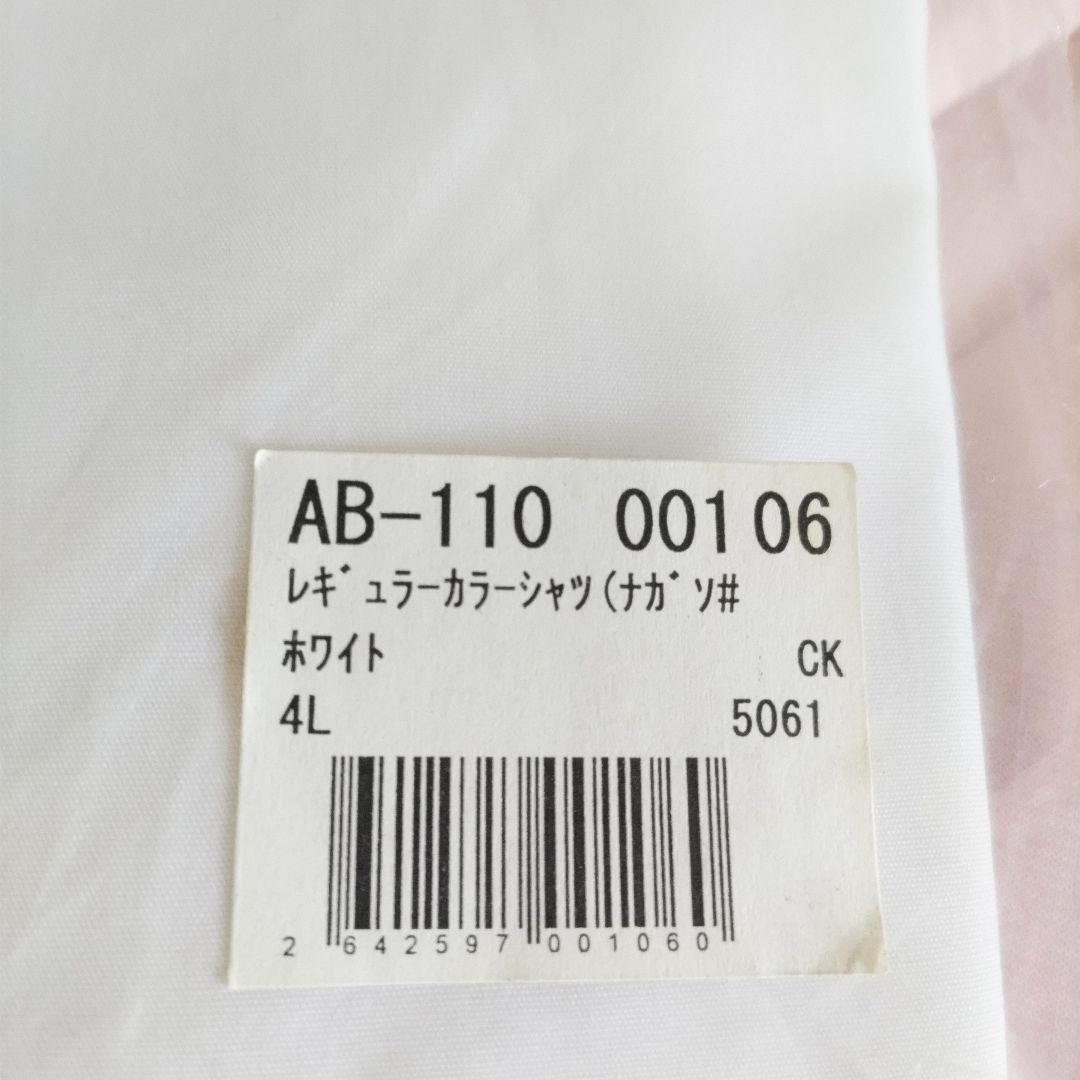 AB-110 00106
ﾚｷﾞｭﾗｰｶﾗｰｼｬﾂ(ﾅｶﾞｿ#
ﾎﾜｲﾄ CK
4L 5061
2 642597 001060